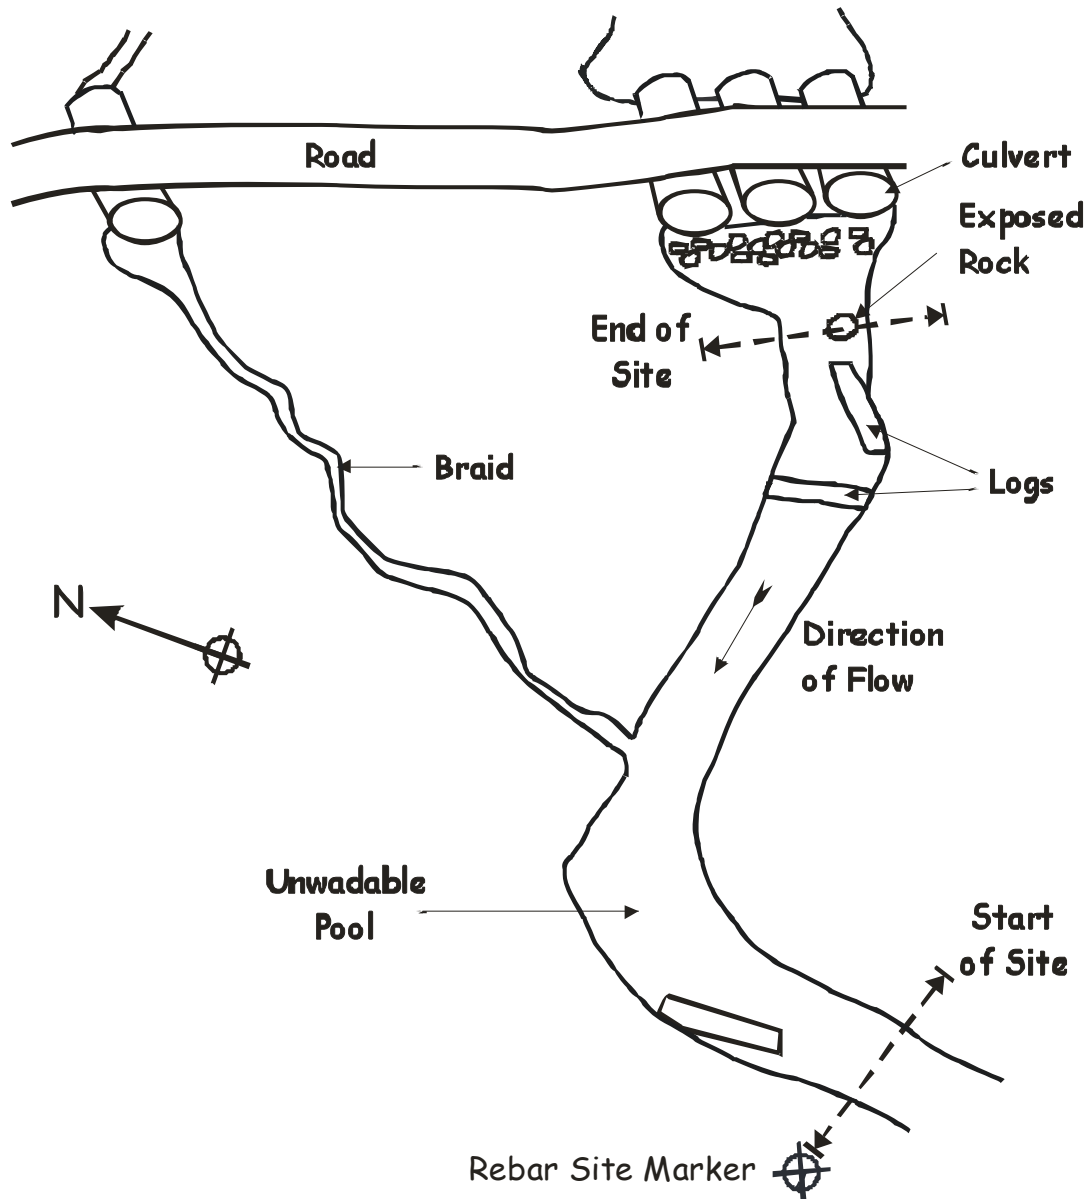 Road
Culvert
Exposed
Rock
End of
Site
Braid
Logs
N
Direction
of Flow
Unwadable
Pool
Start
of Site
Rebar Site Marker